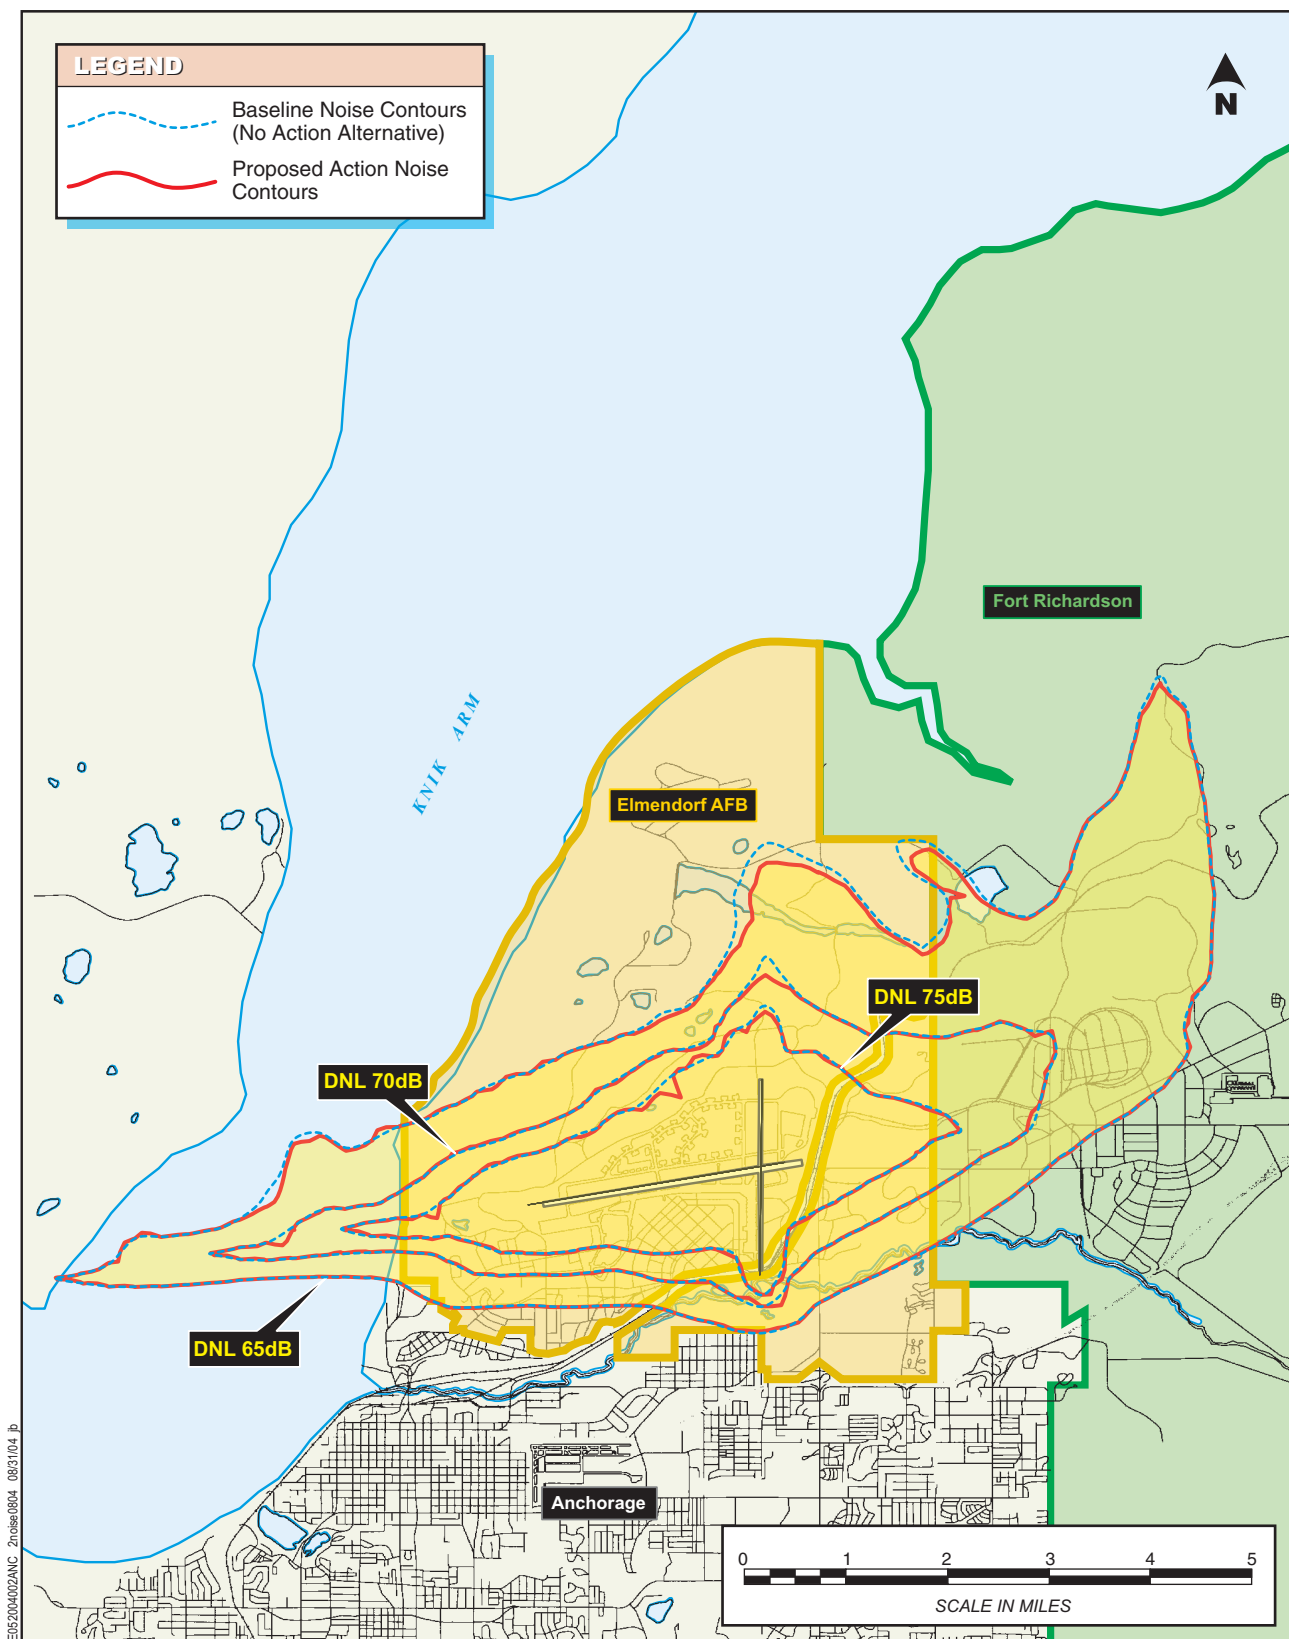 LEGEND
Baseline Noise Contours
(No Action Alternative)
Proposed Action Noise
Contours
N
Fort Richardson
KNIK ARM
Elmendorf AFB
DNL 75dB
DNL 70dB
DNL 65dB
Anchorage
0 1 2 3 4 5
SCALE IN MILES
E052004002ANC 2noise0804 08/31/04 jb